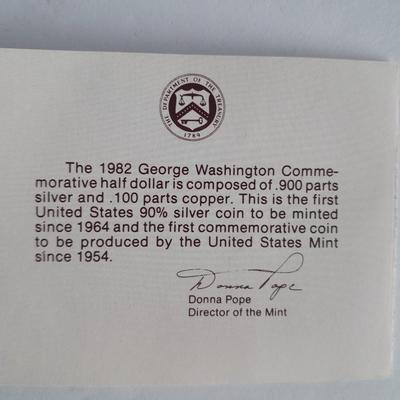 THE DEPARTMENT OF THE TREASURY
1789
The 1982 George Washington Comme-
morative half dollar is composed of .900 parts
silver and .100 parts copper. This is the first
United States 90% silver coin to be minted
since 1964 and the first commemorative coin
to be produced by the United States Mint
since 1954.
Donna Pope
Donna Pope
Director of the Mint